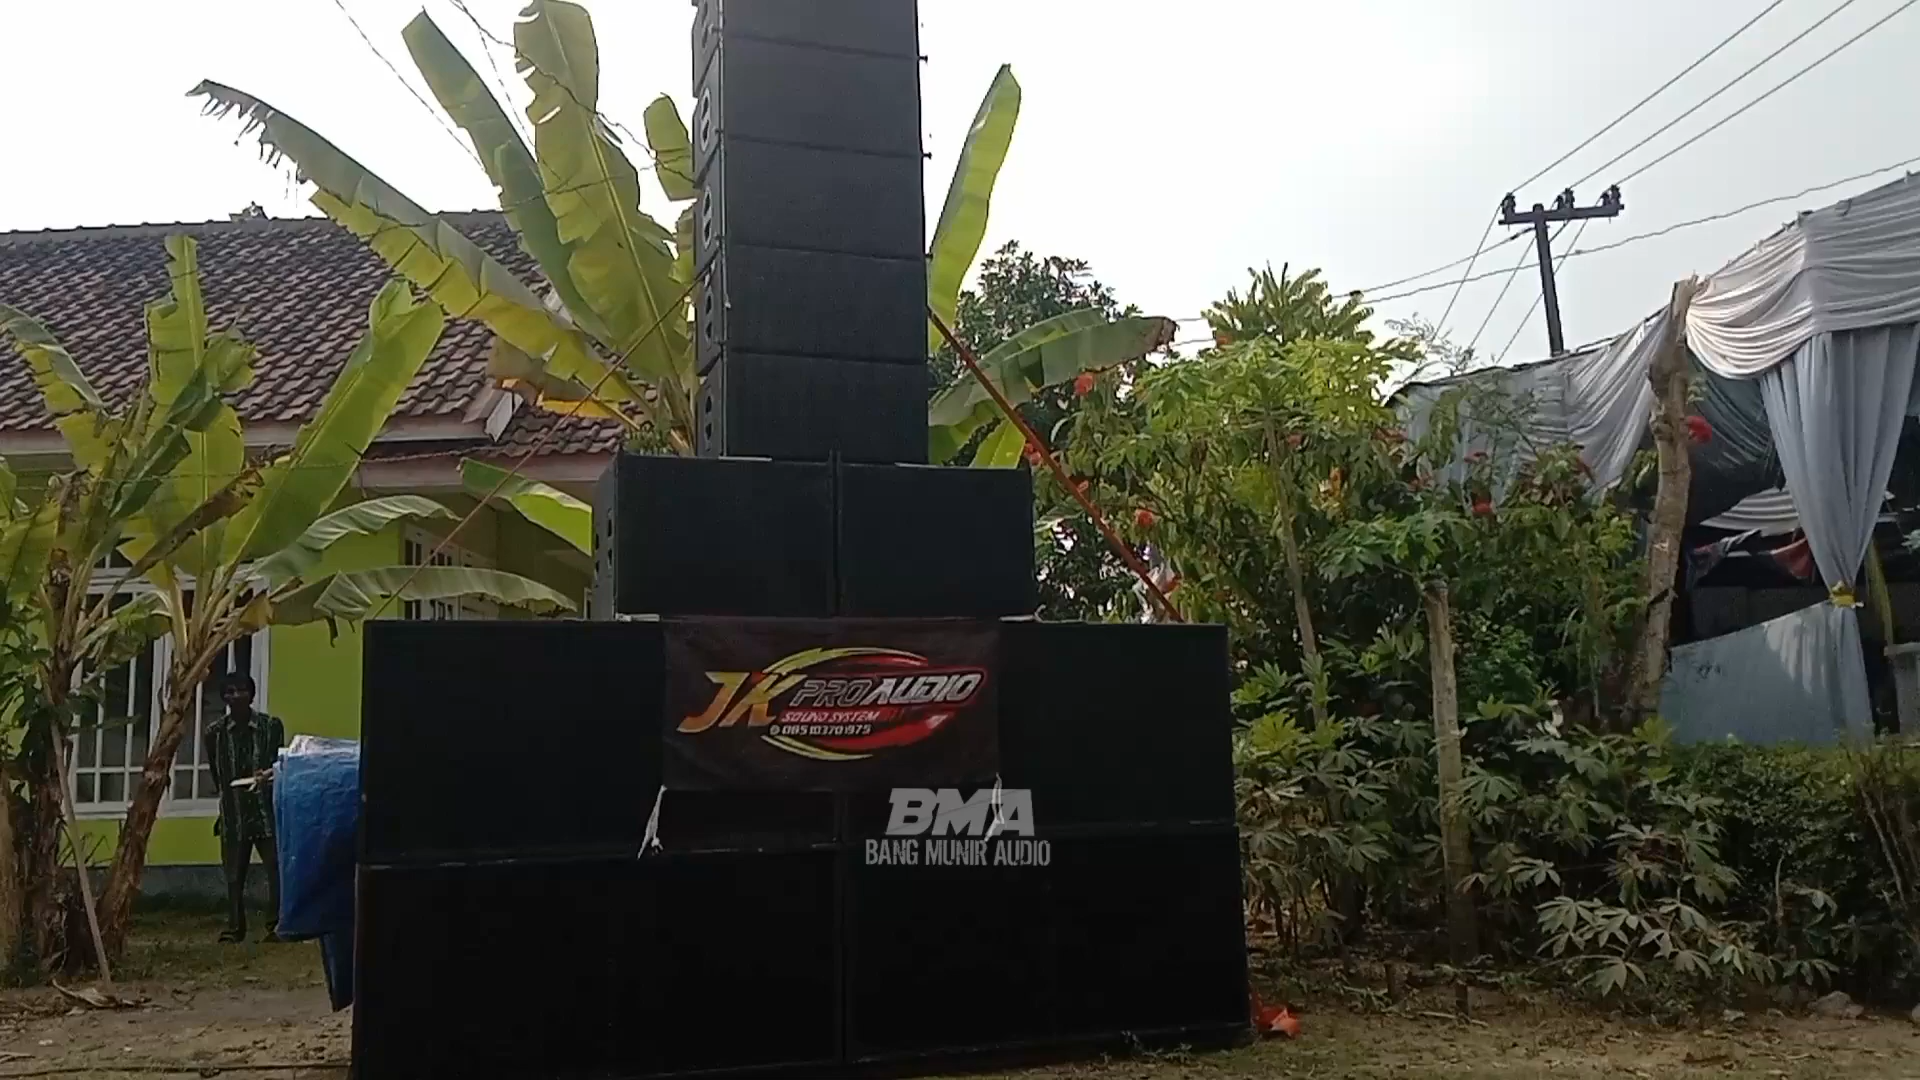 JK PRO AUDIO
SOUND SYSTEM
085103701975
BMA
BANG MUNIR AUDIO